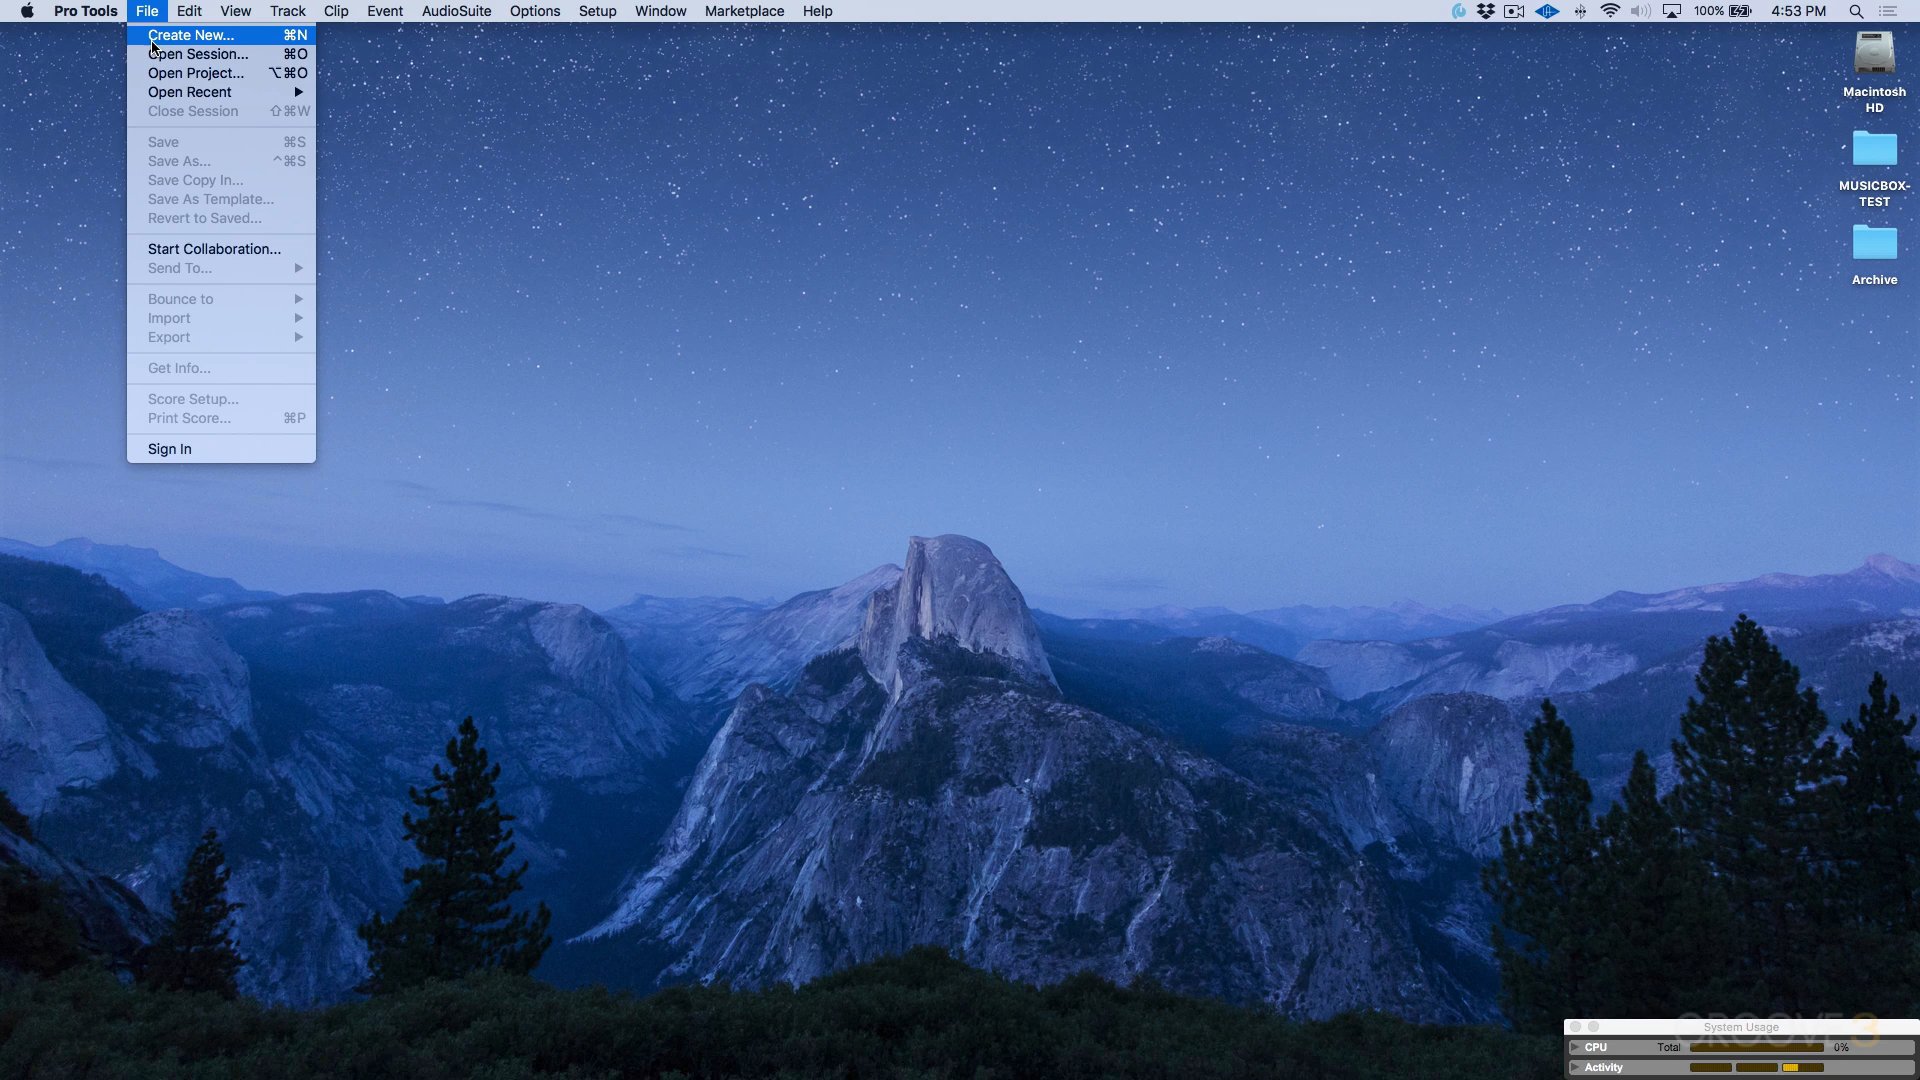 Pro Tools File Edit View Track Clip Event AudioSuite Options Setup Window Marketplace Help 100% 4:53 PM
Create New... ⌘N
Open Session... ⌘O
Open Project... ⌥⌘O
Open Recent
Close Session ⇧⌘W
Save ⌘S
Save As... ^⌘S
Save Copy In...
Save As Template...
Revert to Saved...
Start Collaboration...
Send To...
Bounce to
Import
Export
Get Info...
Score Setup...
Print Score... ⌘P
Sign In
Macintosh
HD
MUSICBOX-
TEST
Archive
GROOVE3
System Usage
CPU Total 0%
Activity